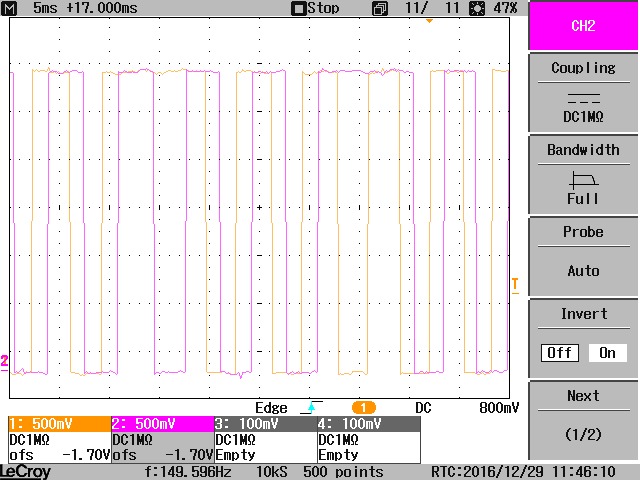 M 5ms +17.000ms Stop 11/ 11 47%
CH2
Coupling
DC1MΩ
Bandwidth
Full
Probe
Auto
Invert
Off On
Next
(1/2)
T
2
Edge 1 DC 800mV
1: 500mV 2: 500mV 3: 100mV 4: 100mV
DC1MΩ DC1MΩ DC1MΩ DC1MΩ
ofs -1.70V ofs -1.70V Empty Empty
LeCroy f:149.596Hz 10kS 500 points RTC:2016/12/29 11:46:10